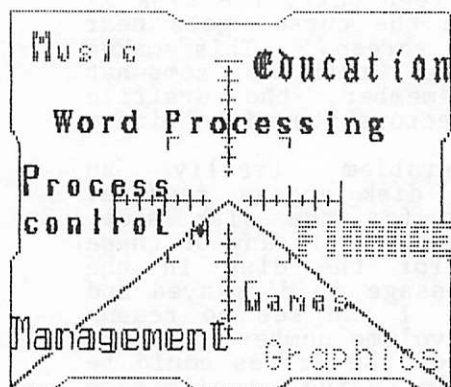 Music
Education
Word Processing
Process
control
FINANCE
Games
Management
Graphics